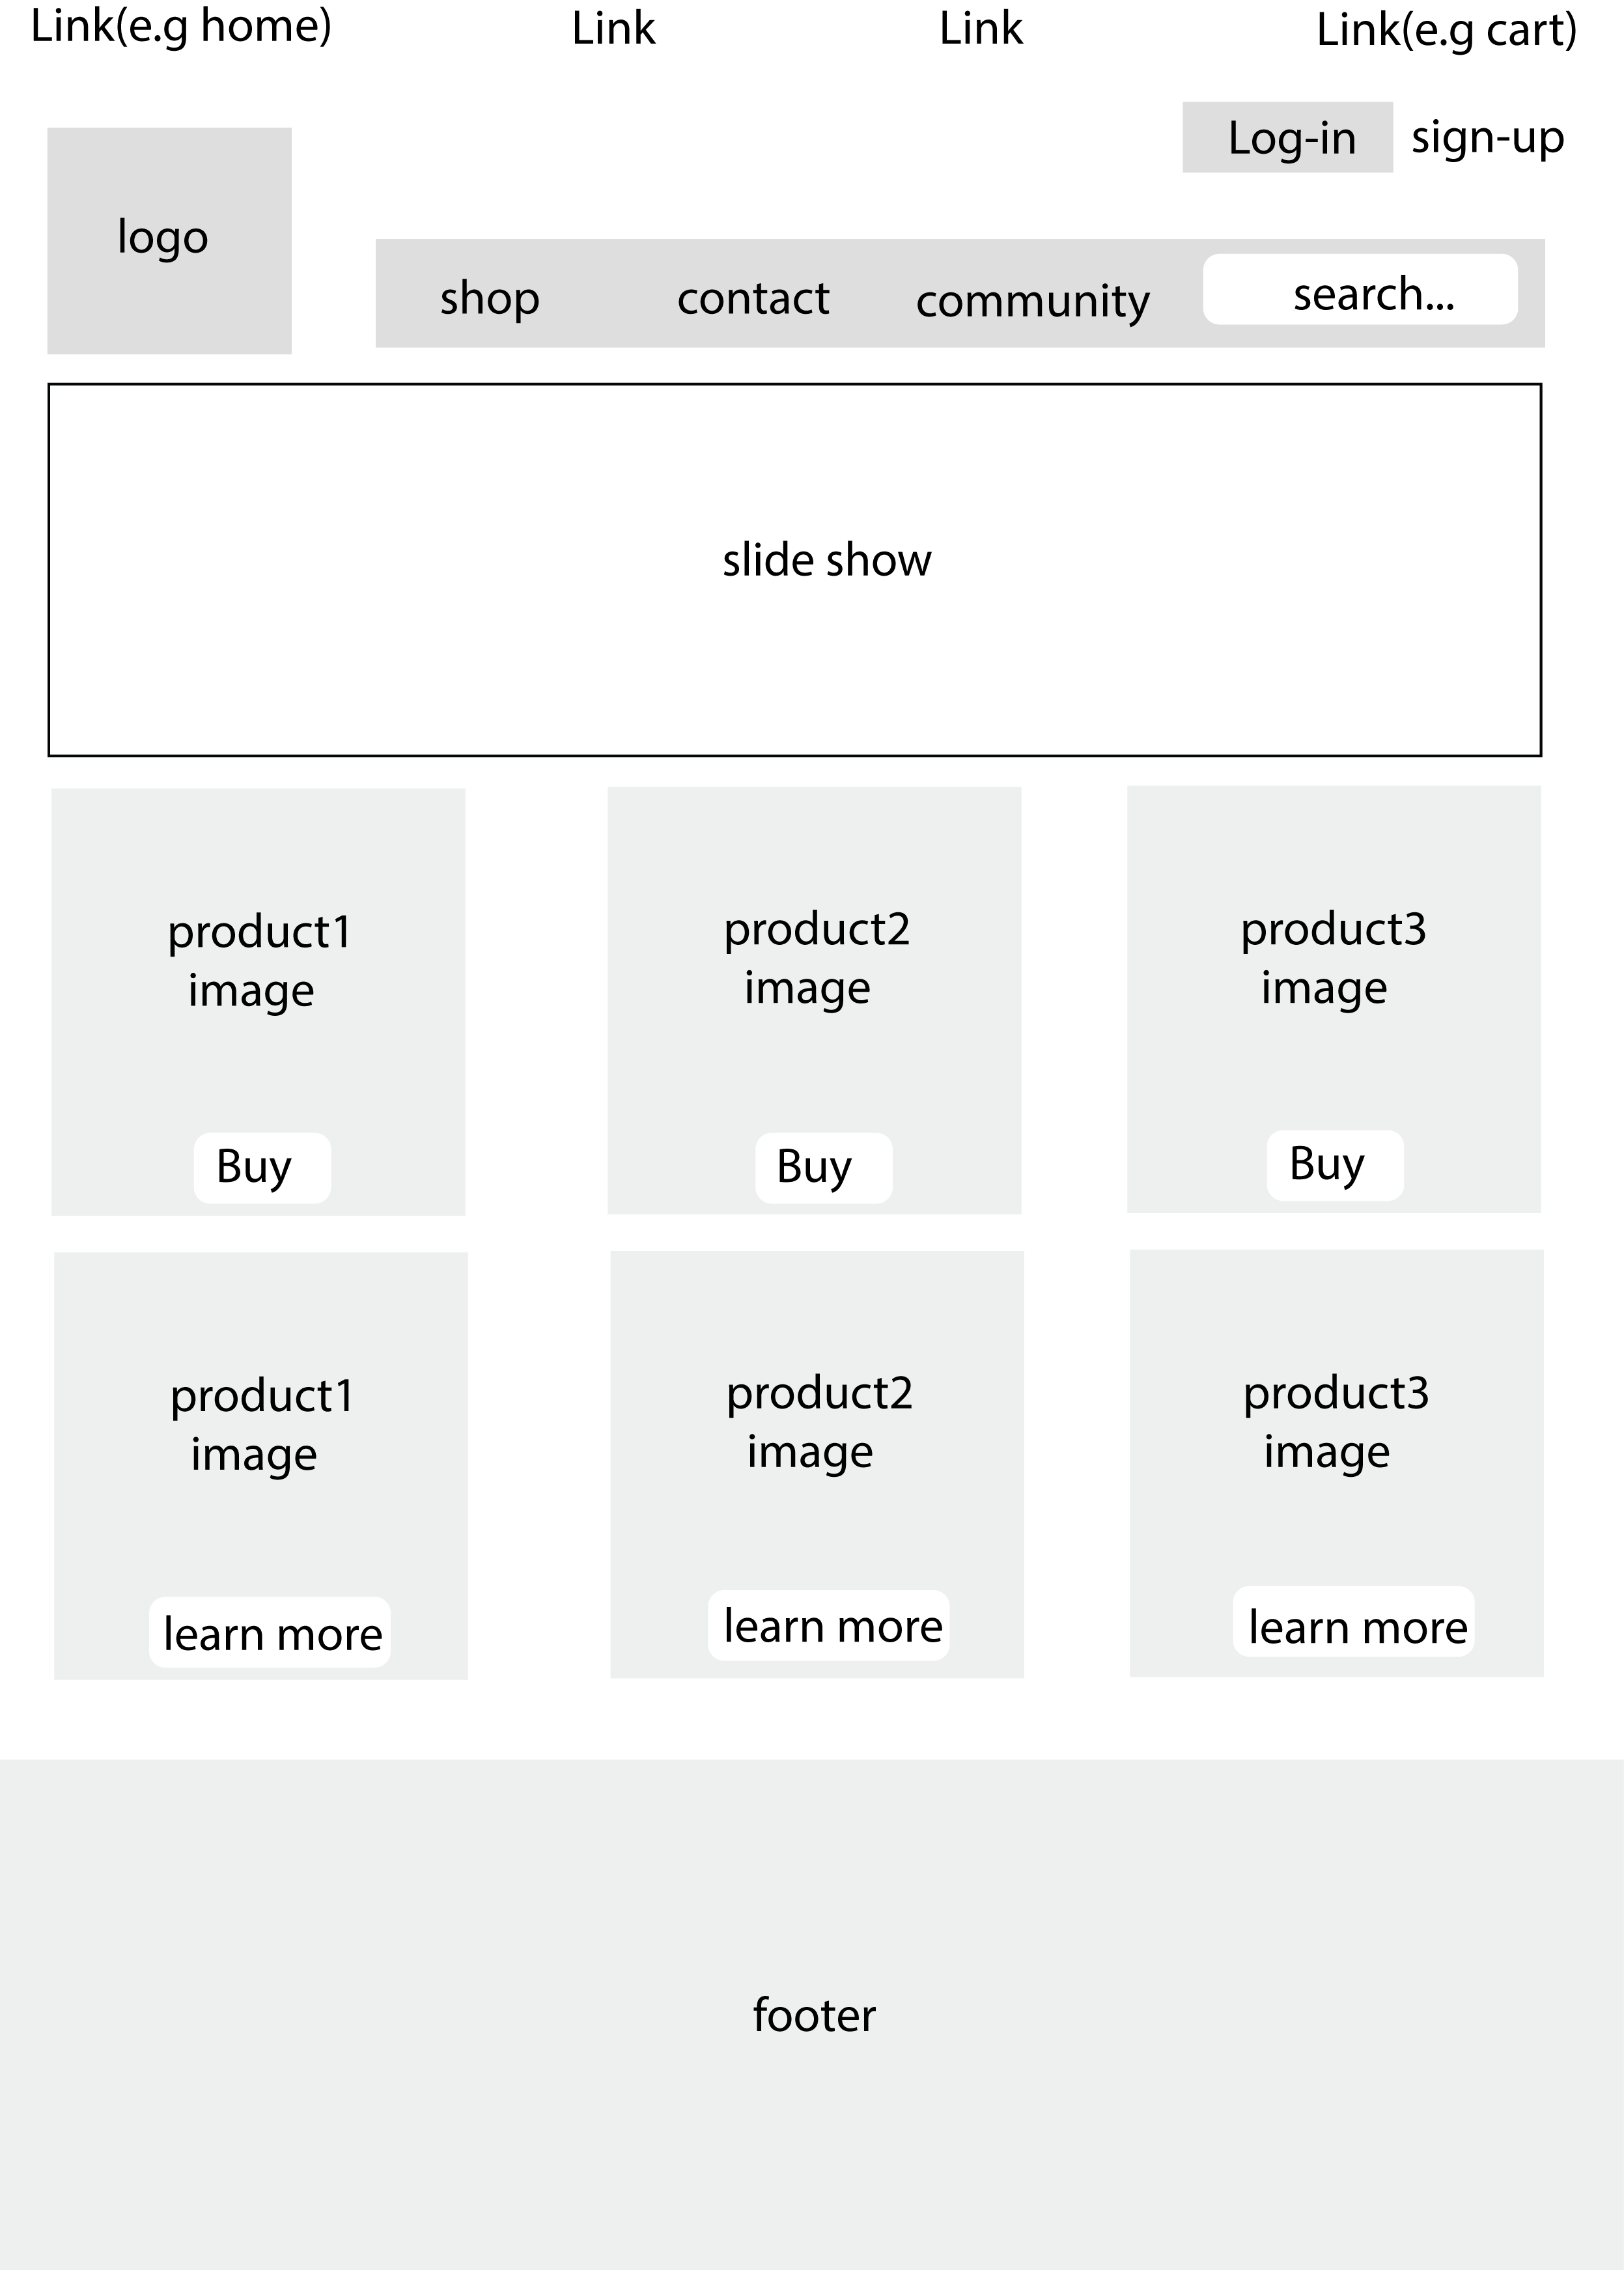 Link(e.g home) Link Link Link(e.g cart)
Log-in sign-up
logo
shop contact community search...
slide show
product1
image
Buy
product2
image
Buy
product3
image
Buy
product1
image
learn more
product2
image
learn more
product3
image
learn more
footer